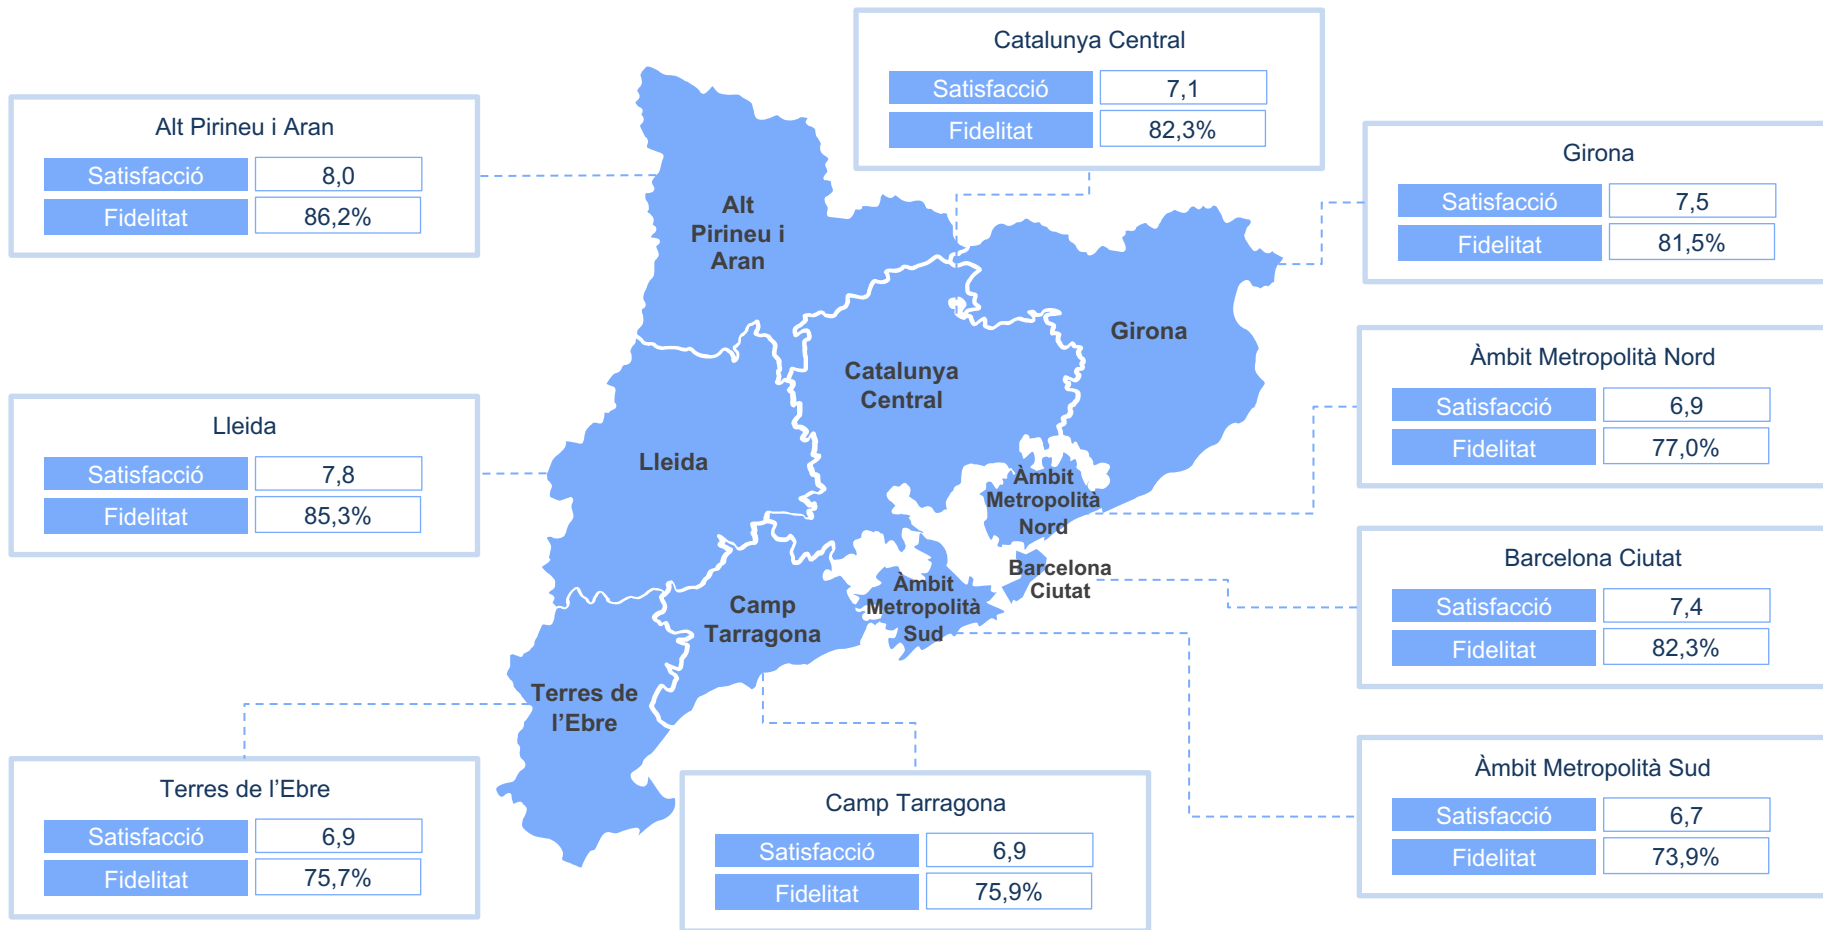 Catalunya Central
Satisfacció 7,1
Fidelitat 82,3%
Alt Pirineu i Aran
Satisfacció 8,0
Fidelitat 86,2%
Girona
Satisfacció 7,5
Fidelitat 81,5%
Àmbit Metropolità Nord
Satisfacció 6,9
Fidelitat 77,0%
Lleida
Satisfacció 7,8
Fidelitat 85,3%
Barcelona Ciutat
Satisfacció 7,4
Fidelitat 82,3%
Àmbit Metropolità Sud
Satisfacció 6,7
Fidelitat 73,9%
Terres de l’Ebre
Satisfacció 6,9
Fidelitat 75,7%
Camp Tarragona
Satisfacció 6,9
Fidelitat 75,9%
Alt
Pirineu i
Aran
Girona
Catalunya
Central
Lleida
Àmbit
Metropolità
Nord
Barcelona
Ciutat
Àmbit
Metropolità
Sud
Camp
Tarragona
Terres de
l’Ebre